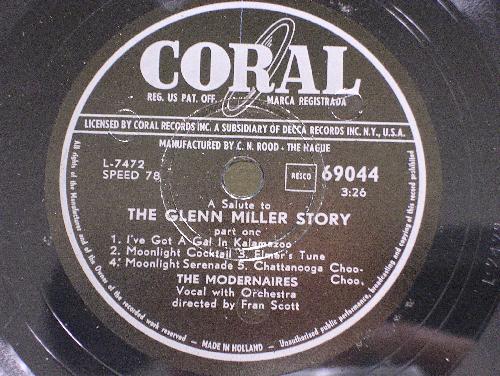 CORAL
REG. US PAT. OFF. MARCA REGISTRADA
LICENSED BY CORAL RECORDS INC. A SUBSIDIARY OF DECCA RECORDS INC. N.Y., U.S.A.
MANUFACTURED BY C. N. ROOD - THE HAGUE
L-7472 RESCO 69044
SPEED 78 3:26
A Salute to
THE GLENN MILLER STORY
part one
1. I've Got A Gal In Kalamazoo
2. Moonlight Cocktail 3. Elmer's Tune
4. Moonlight Serenade 5. Chattanooga Choo-
Choo.
THE MODERNAIRES
Vocal with Orchestra
directed by Fran Scott
All rights of the Manufacturer and of the Owner of the recorded work reserved - MADE IN HOLLAND - Unauthorised public performance, broadcasting and copying of this record prohibited